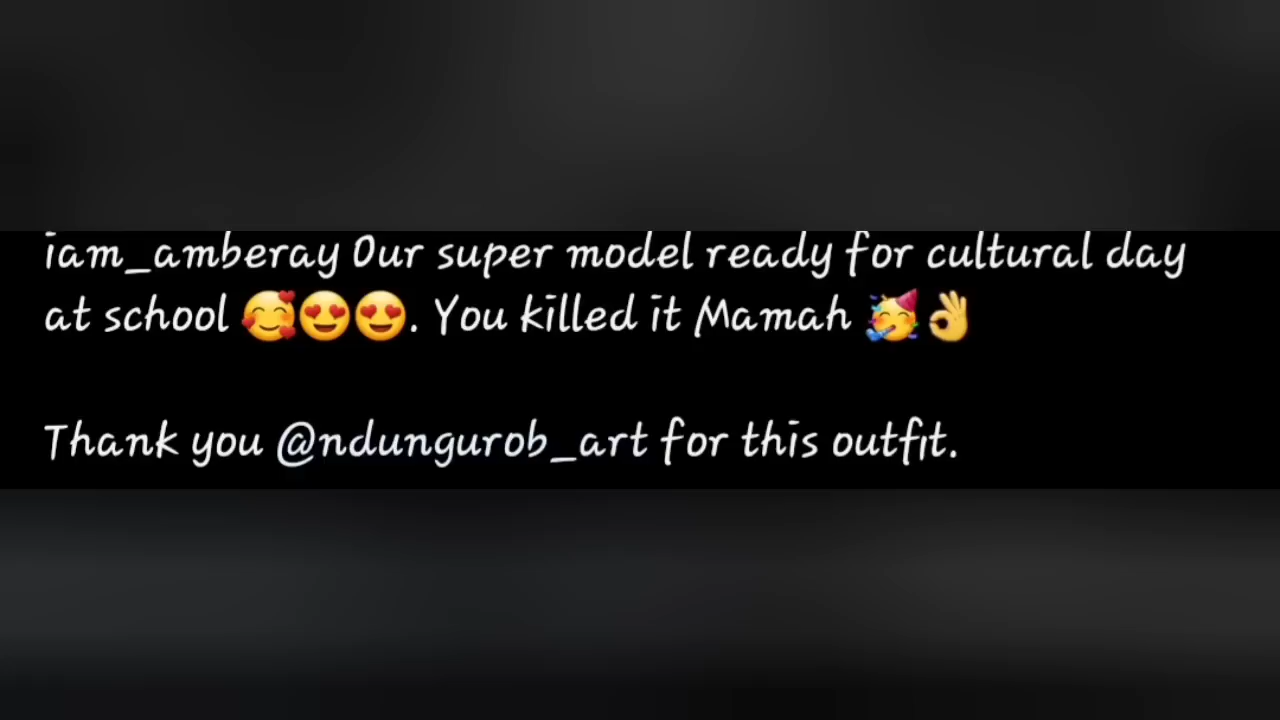 iam_amberay Our super model ready for cultural day
at school 🥰😍😍. You killed it Mamah 🥳👌
Thank you @ndungurob_art for this outfit.